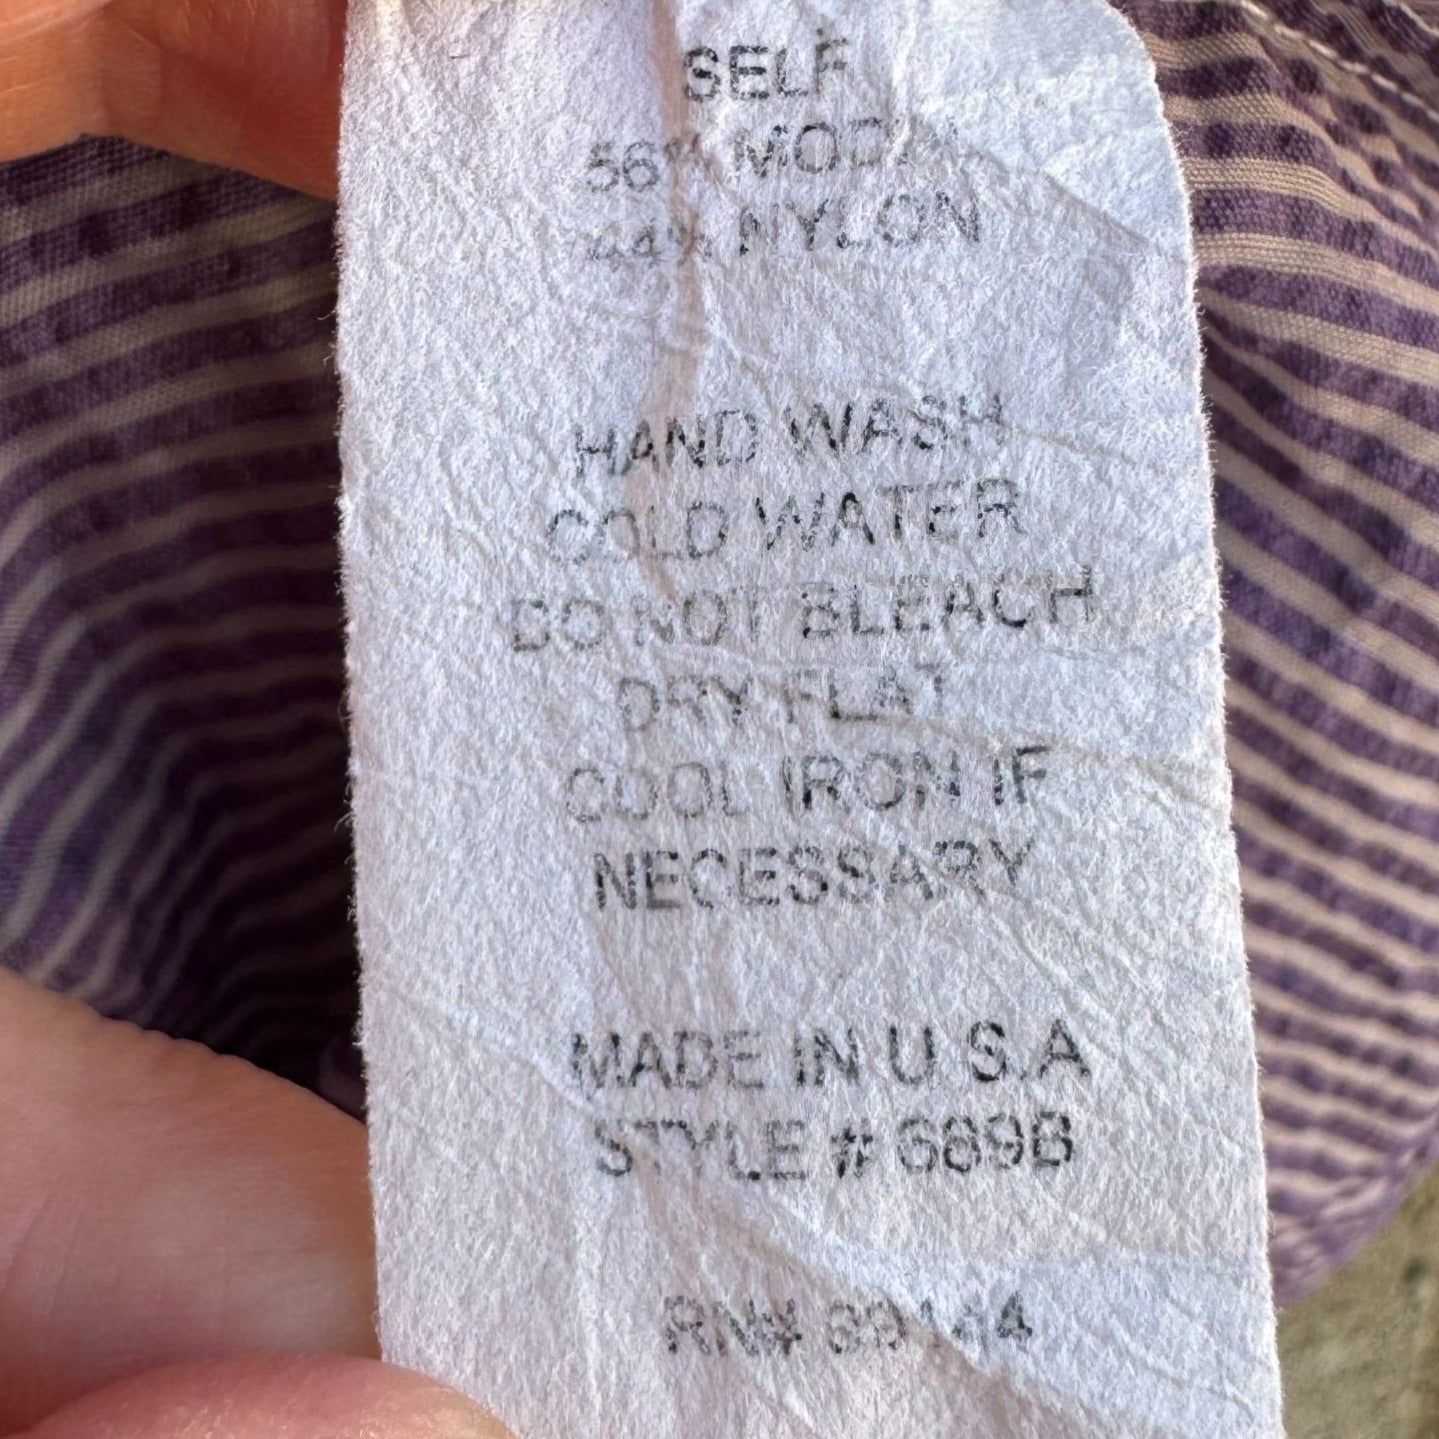 SELF
56% MODAL
44% NYLON
HAND WASH
COLD WATER
DO NOT BLEACH
DRY FLAT
COOL IRON IF
NECESSARY
MADE IN U.S.A
STYLE #
RN#